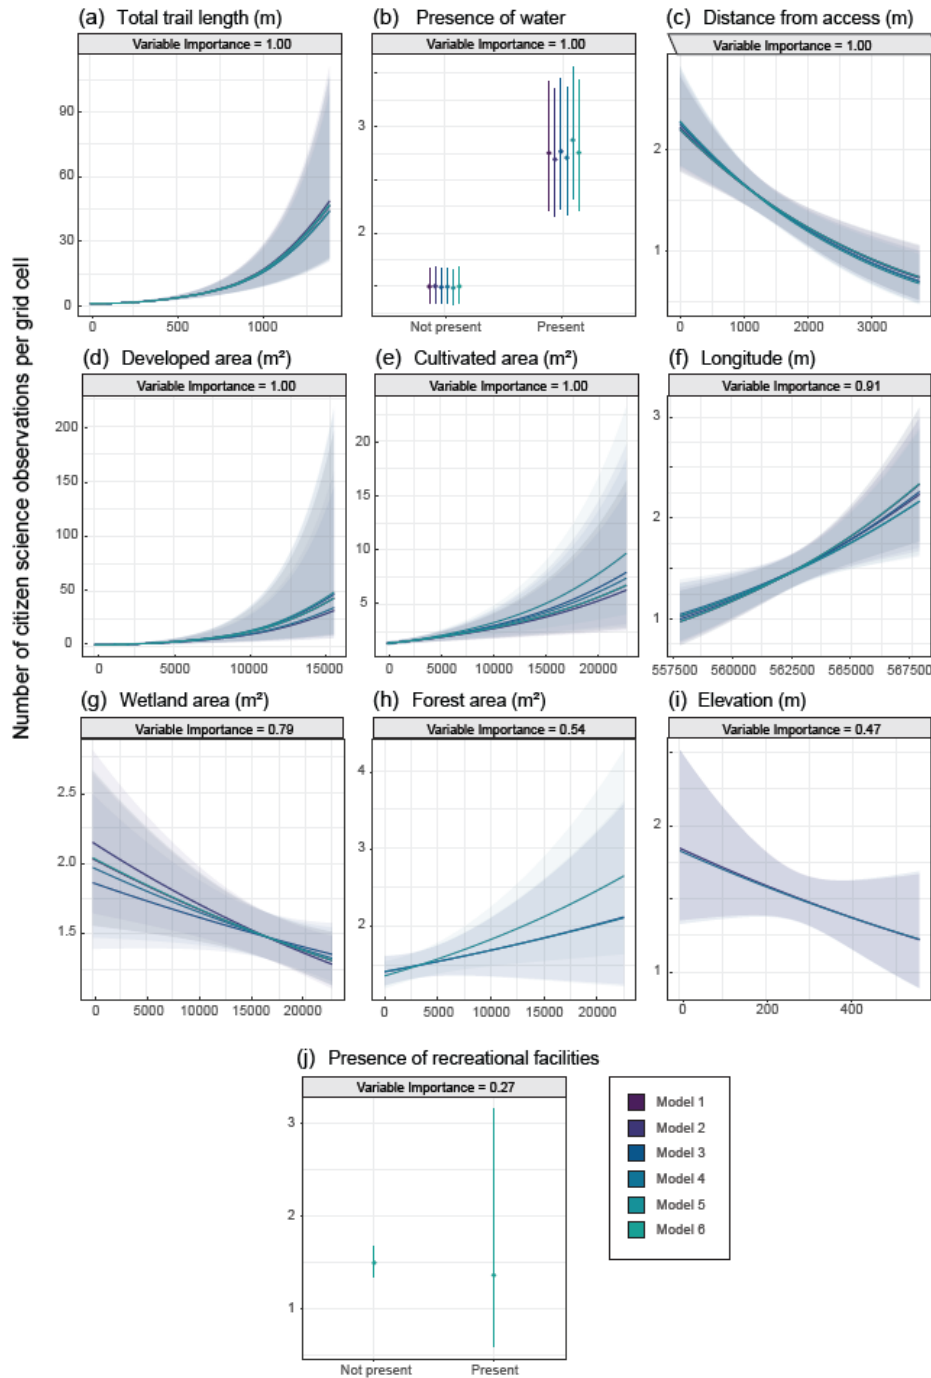 (a) Total trail length (m)
(b) Presence of water
(c) Distance from access (m)
Variable Importance = 1.00
Variable Importance = 1.00
Variable Importance = 1.00
90
60
30
0
0 500 1000
3
2
Not present Present
2
1
0 1000 2000 3000
Number of citizen science observations per grid cell
(d) Developed area (m²)
(e) Cultivated area (m²)
(f) Longitude (m)
Variable Importance = 1.00
Variable Importance = 1.00
Variable Importance = 0.91
200
150
100
50
0
0 5000 10000 15000
20
15
10
5
0 5000 10000 15000 20000
3
2
1
557500 560000 562500 565000 567500
(g) Wetland area (m²)
(h) Forest area (m²)
(i) Elevation (m)
Variable Importance = 0.79
Variable Importance = 0.54
Variable Importance = 0.47
2.5
2.0
1.5
0 5000 10000 15000 20000
4
3
2
0 5000 10000 15000 20000
2
1
0 200 400
(j) Presence of recreational facilities
Variable Importance = 0.27
3
2
1
Not present Present
Model 1
Model 2
Model 3
Model 4
Model 5
Model 6